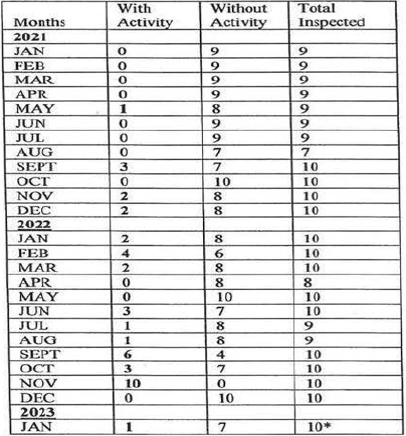 Months With Activity Without Activity Total Inspected
2021
JAN 0 9 9
FEB 0 9 9
MAR 0 9 9
APR 0 9 9
MAY 1 8 9
JUN 0 9 9
JUL 0 9 9
AUG 0 7 7
SEPT 3 7 10
OCT 0 10 10
NOV 2 8 10
DEC 2 8 10
2022
JAN 2 8 10
FEB 4 6 10
MAR 2 8 10
APR 0 8 8
MAY 0 10 10
JUN 3 7 10
JUL 1 8 9
AUG 1 8 9
SEPT 6 4 10
OCT 3 7 10
NOV 10 0 10
DEC 0 10 10
2023
JAN 1 7 10*